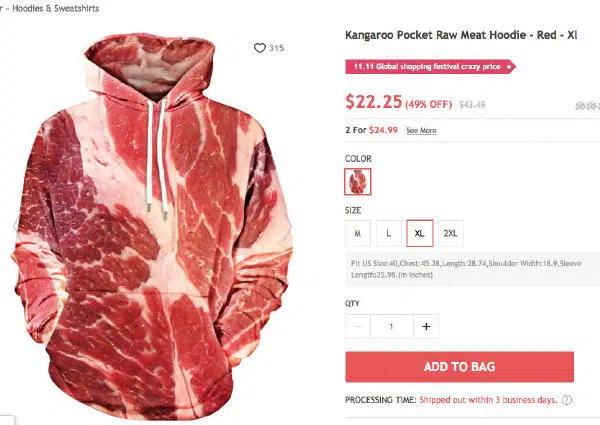 r - Hoodies & Sweatshirts
315
Kangaroo Pocket Raw Meat Hoodie - Red - Xl
11.11 Global shopping festival crazy price
$22.25 (49% OFF) $43.49
2 For $24.99 See More
COLOR
SIZE
M L XL 2XL
Fit US Size:40,Chest:45.28,Length:28.74,Shoulder Width:18.9,Sleeve
Length:25.98.(in inches)
QTY
- 1 +
ADD TO BAG
PROCESSING TIME: Shipped out within 3 business days. ?